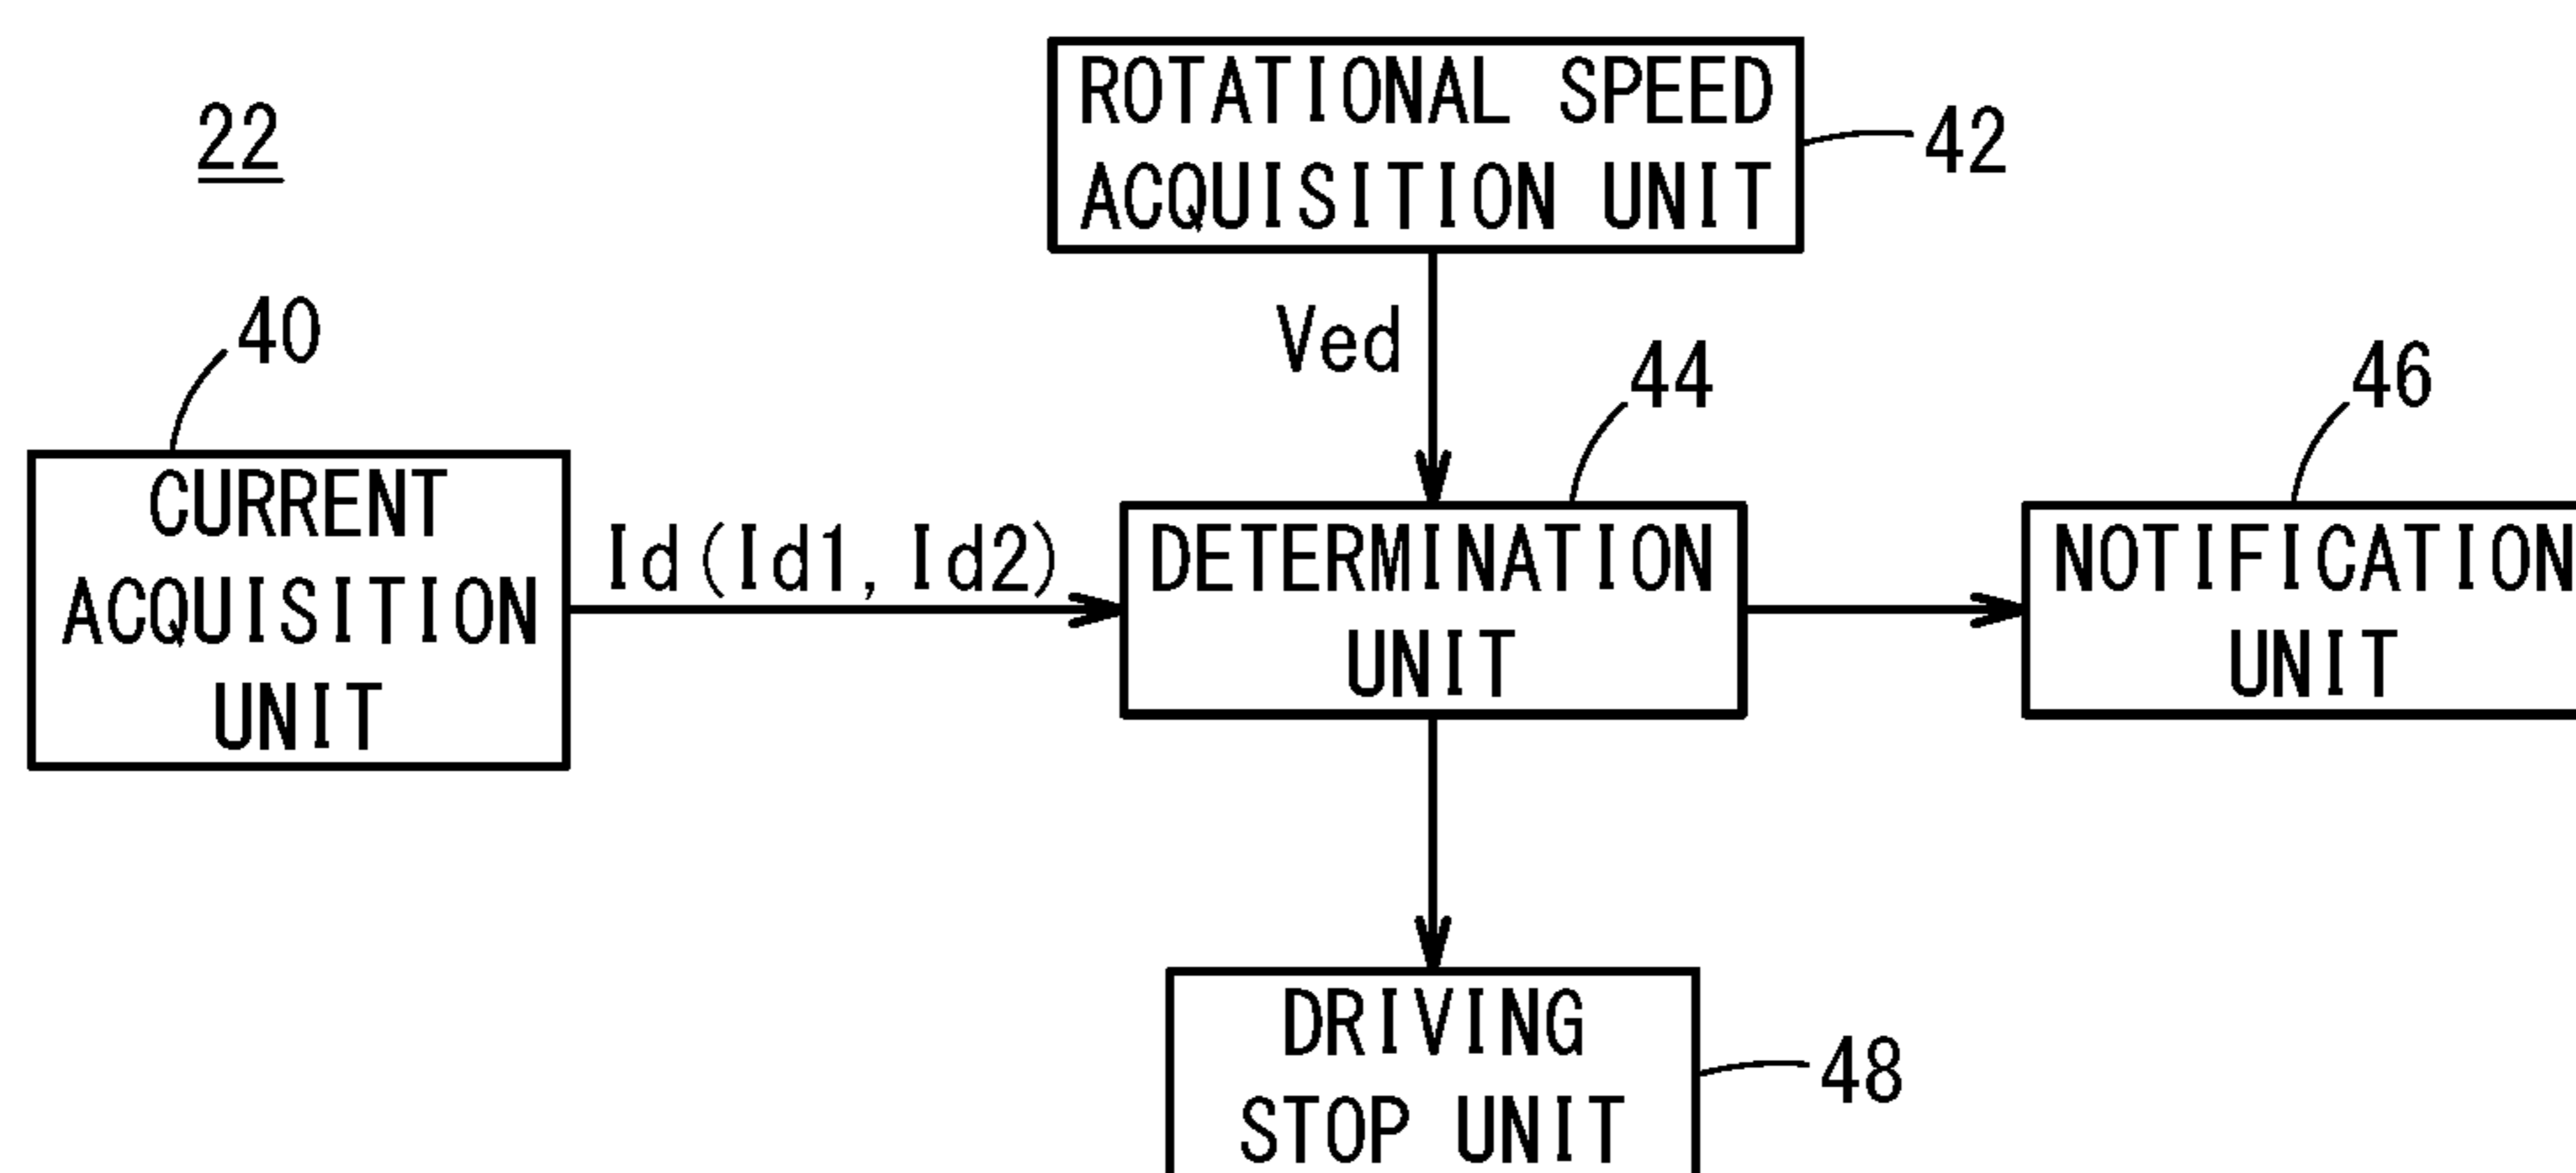 22
ROTATIONAL SPEED
ACQUISITION UNIT
42
40
Ved
44
46
CURRENT
ACQUISITION
UNIT
Id(Id1, Id2)
DETERMINATION
UNIT
NOTIFICATION
UNIT
DRIVING
STOP UNIT
48